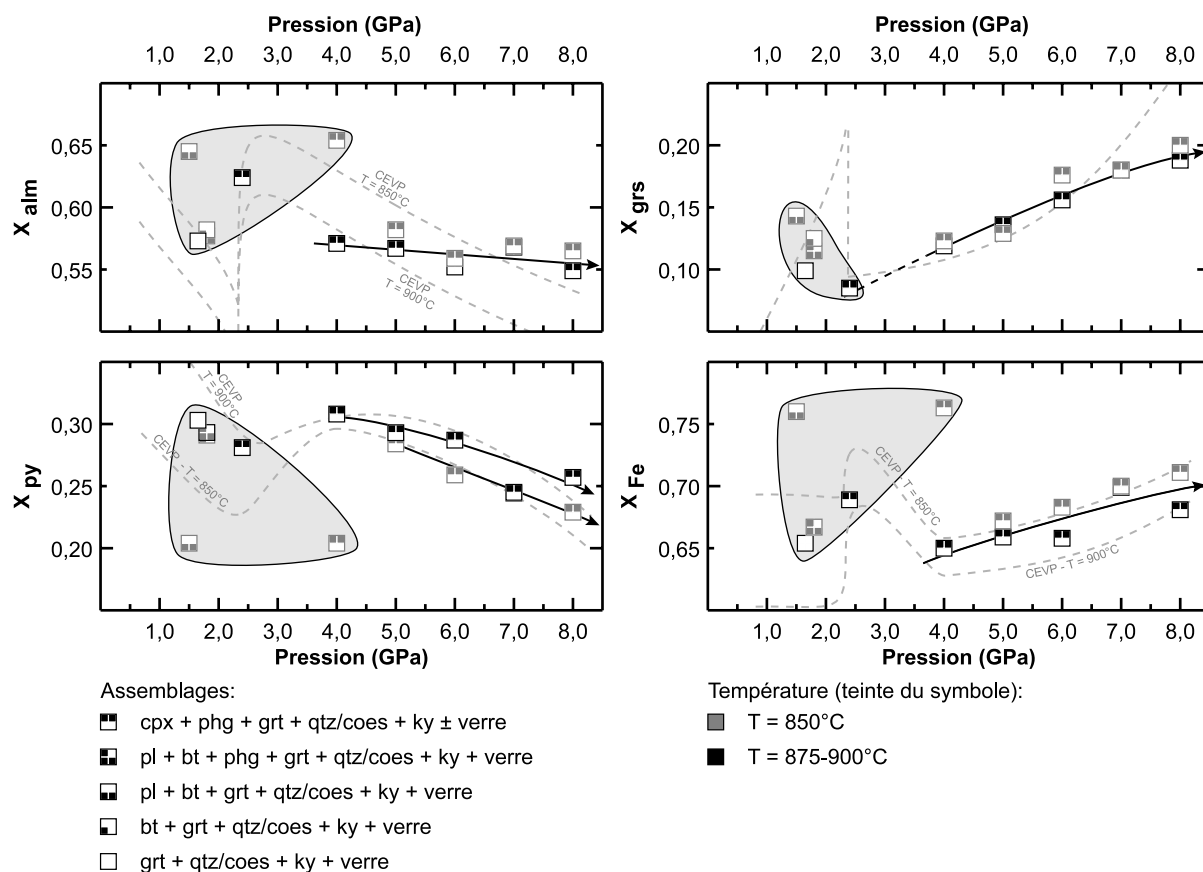 Pression (GPa)
1,0 2,0 3,0 4,0 5,0 6,0 7,0 8,0
0,65
0,60
0,55
X alm
CEVP
T = 850°C
CEVP
T = 900°C
Pression (GPa)
1,0 2,0 3,0 4,0 5,0 6,0 7,0 8,0
0,20
0,15
0,10
X grs
0,30
0,25
0,20
X py
CEVP
T = 900°C
CEVP - T = 850°C
1,0 2,0 3,0 4,0 5,0 6,0 7,0 8,0
Pression (GPa)
0,75
0,70
0,65
X Fe
CEVP - T = 850°C
CEVP - T = 900°C
1,0 2,0 3,0 4,0 5,0 6,0 7,0 8,0
Pression (GPa)
Assemblages:
cpx + phg + grt + qtz/coes + ky ± verre
pl + bt + phg + grt + qtz/coes + ky + verre
pl + bt + grt + qtz/coes + ky + verre
bt + grt + qtz/coes + ky + verre
grt + qtz/coes + ky + verre
Température (teinte du symbole):
T = 850°C
T = 875-900°C